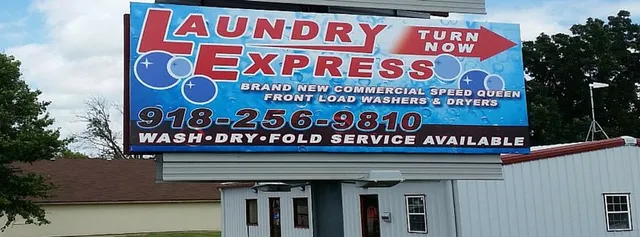 LAUNDRY
TURN
NOW
EXPRESS
BRAND NEW COMMERCIAL SPEED QUEEN
FRONT LOAD WASHERS & DRYERS
918-256-9810
WASH•DRY•FOLD SERVICE AVAILABLE